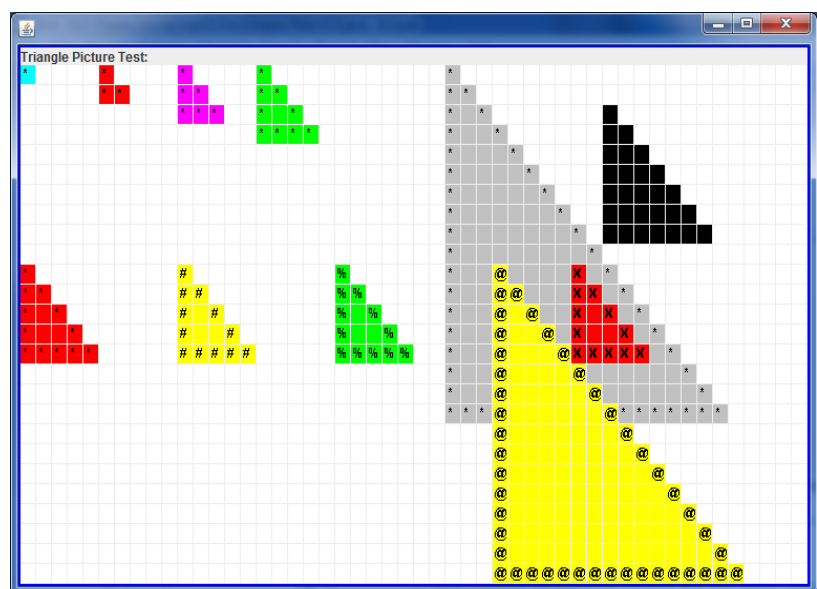 Triangle Picture Test:
* * * * *
* * * * * * * *
* * * * * * *
* * * * * *
* *
* *
* *
* *
* *
* *
* # % * @ X *
* * # # % % * @ @ X X *
* * # # % % * @ @ X X *
* * # # % % * @ @ X X *
* * * * * # # # # # % % % % % * @ @ X X X X X *
* @ @ *
* @ @ *
* * * @ @ * * * * * * *
@ @
@ @
@ @
@ @
@ @
@ @
@ @
@ @ @ @ @ @ @ @ @ @ @ @ @ @ @ @